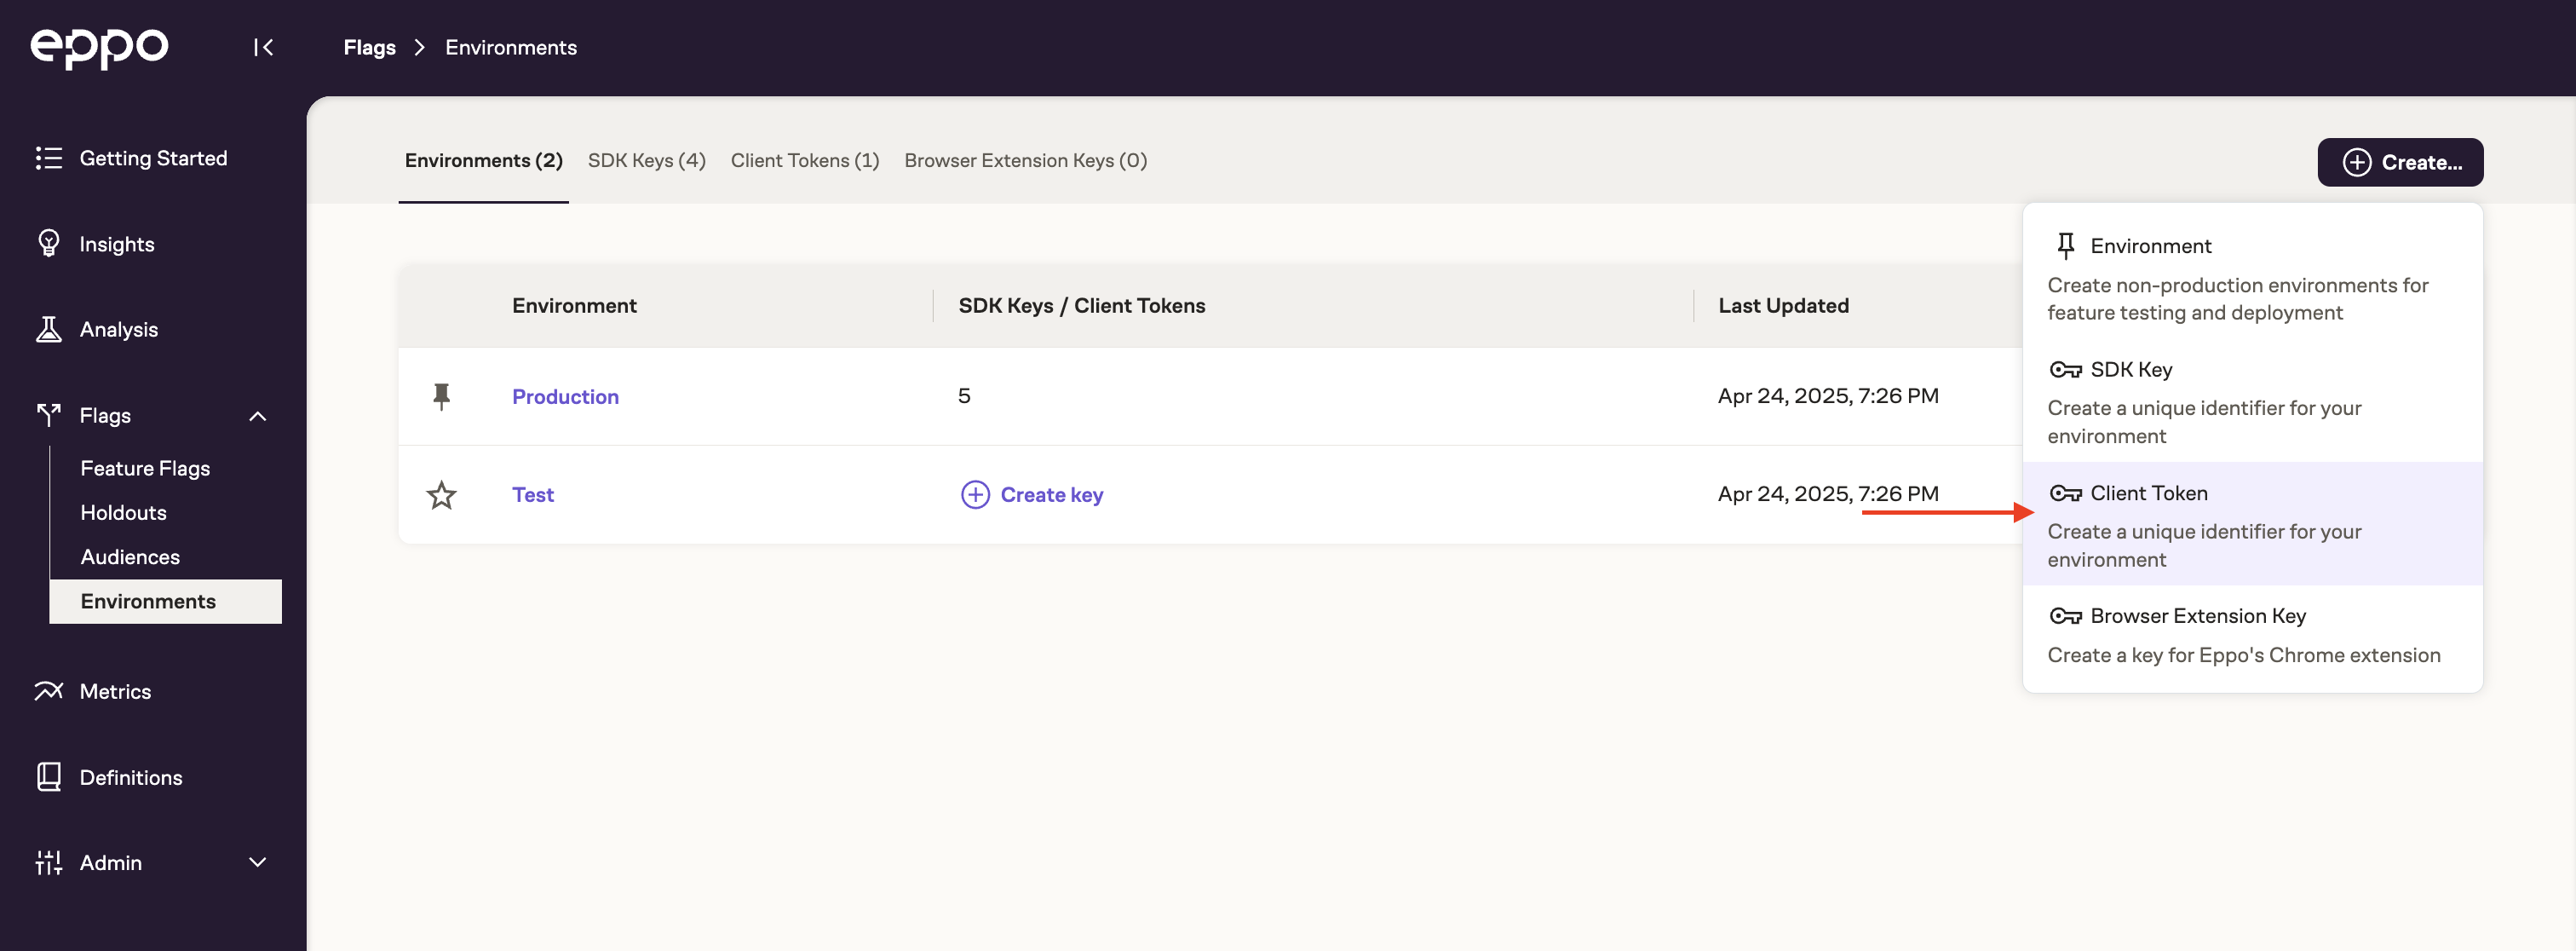 eppo
Flags > Environments
Getting Started
Insights
Analysis
Flags
Feature Flags
Holdouts
Audiences
Environments
Metrics
Definitions
Admin
Environments (2) SDK Keys (4) Client Tokens (1) Browser Extension Keys (0)
Create...
Environment SDK Keys / Client Tokens Last Updated
Production 5 Apr 24, 2025, 7:26 PM
Test Create key Apr 24, 2025, 7:26 PM
Environment
Create non-production environments for
feature testing and deployment
SDK Key
Create a unique identifier for your
environment
Client Token
Create a unique identifier for your
environment
Browser Extension Key
Create a key for Eppo's Chrome extension